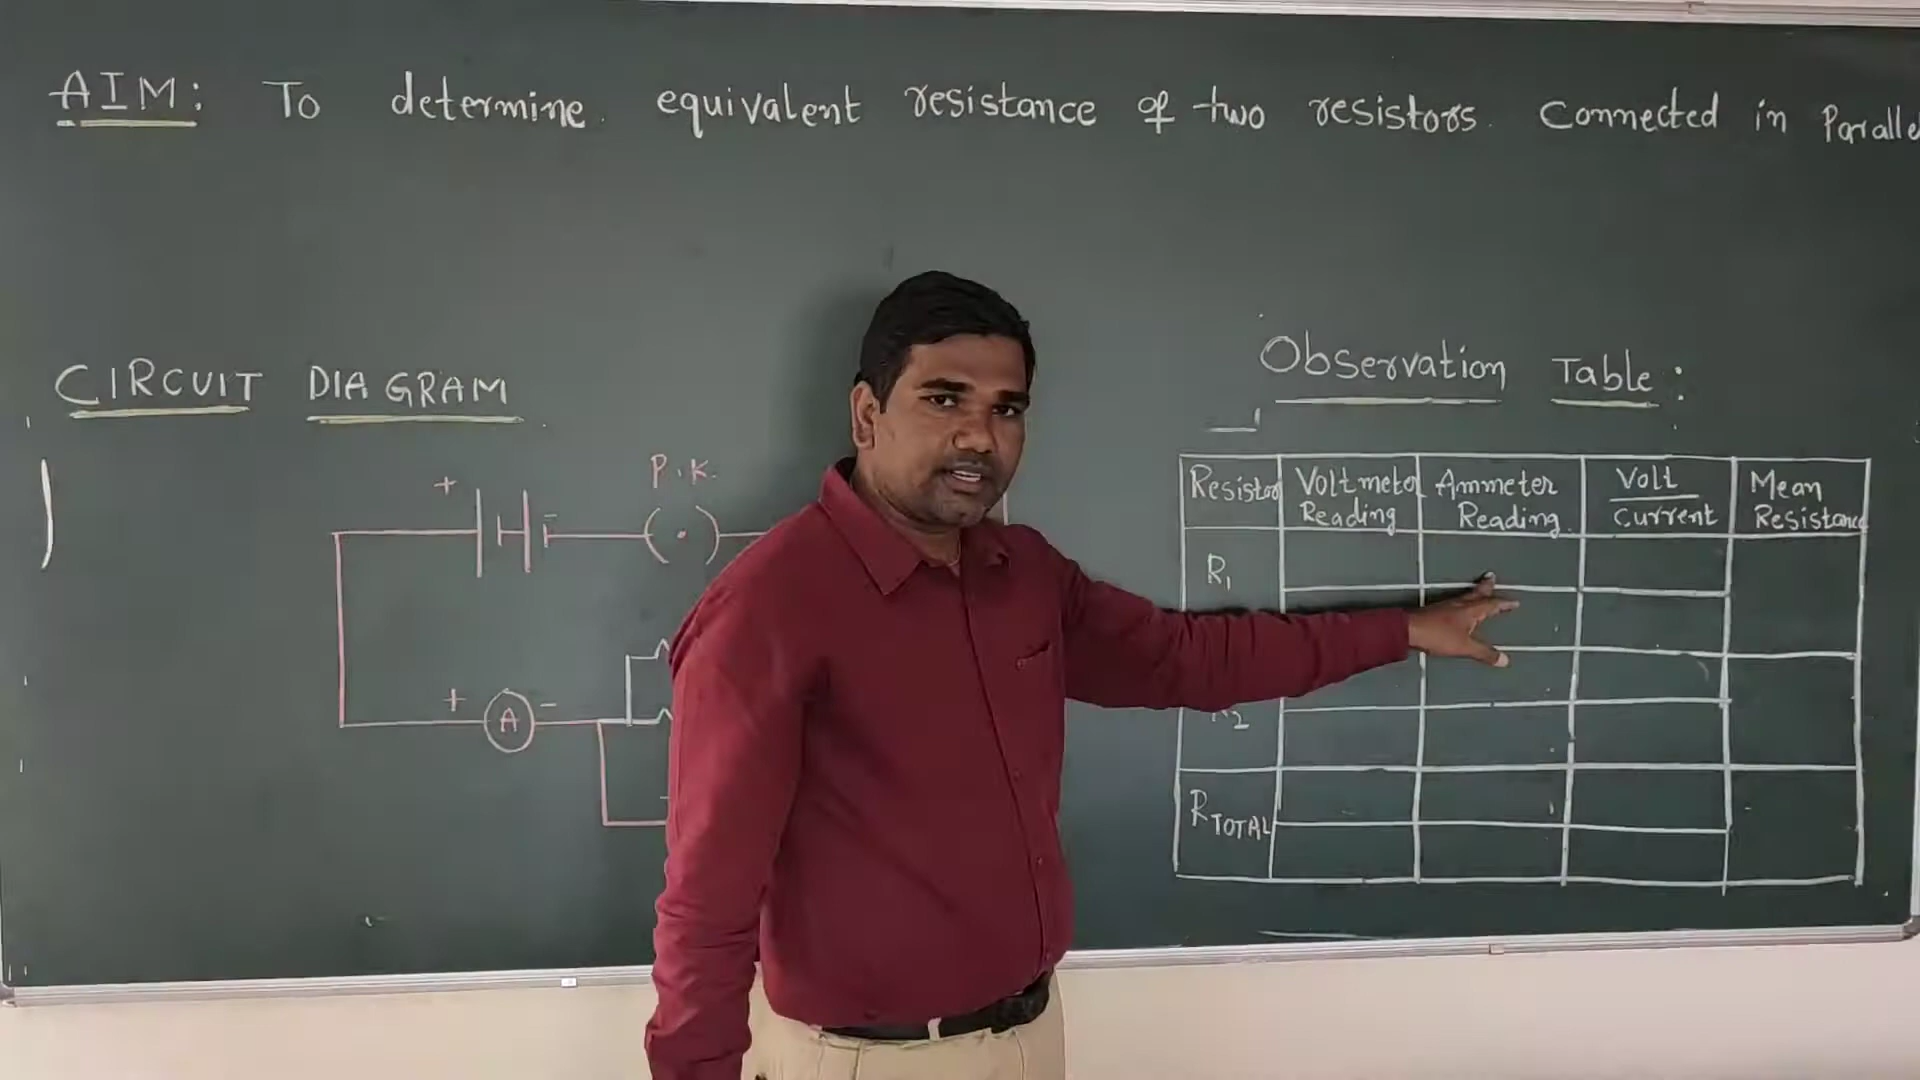 AIM: To determine equivalent resistance of two resistors. Connected in Paralle
CIRCUIT DIAGRAM
Observation Table:
+ P.K.
-
+ A -
Resistor Voltmeter Reading Ammeter Reading Volt Current Mean Resistance
R1
R2
RTOTAL